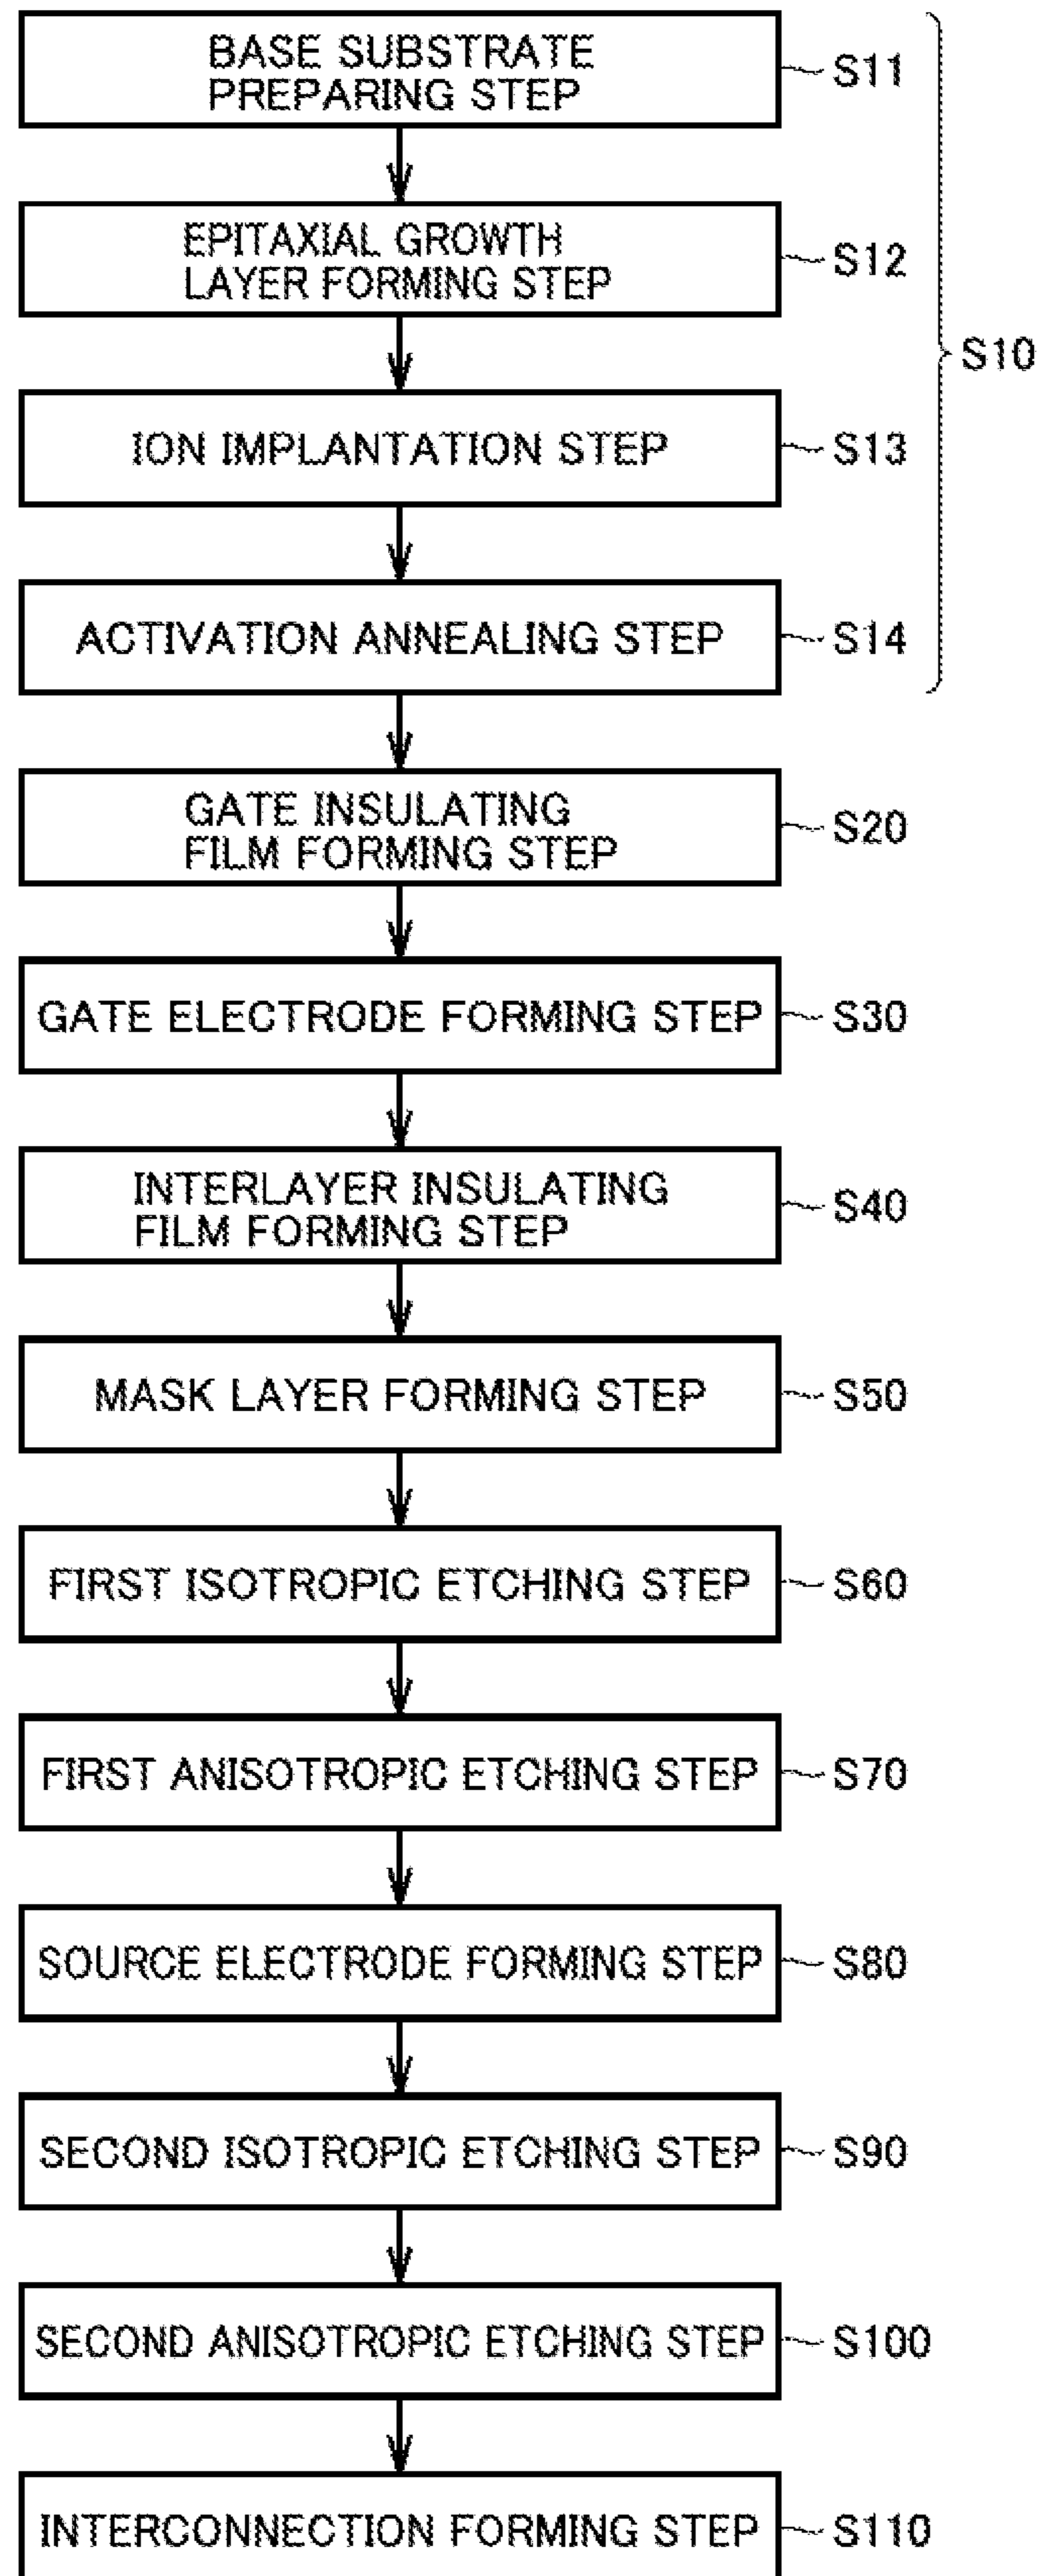 BASE SUBSTRATE
PREPARING STEP
S11
EPITAXIAL GROWTH
LAYER FORMING STEP
S12
S10
ION IMPLANTATION STEP
S13
ACTIVATION ANNEALING STEP
S14
GATE INSULATING
FILM FORMING STEP
S20
GATE ELECTRODE FORMING STEP
S30
INTERLAYER INSULATING
FILM FORMING STEP
S40
MASK LAYER FORMING STEP
S50
FIRST ISOTROPIC ETCHING STEP
S60
FIRST ANISOTROPIC ETCHING STEP
S70
SOURCE ELECTRODE FORMING STEP
S80
SECOND ISOTROPIC ETCHING STEP
S90
SECOND ANISOTROPIC ETCHING STEP
S100
INTERCONNECTION FORMING STEP
S110